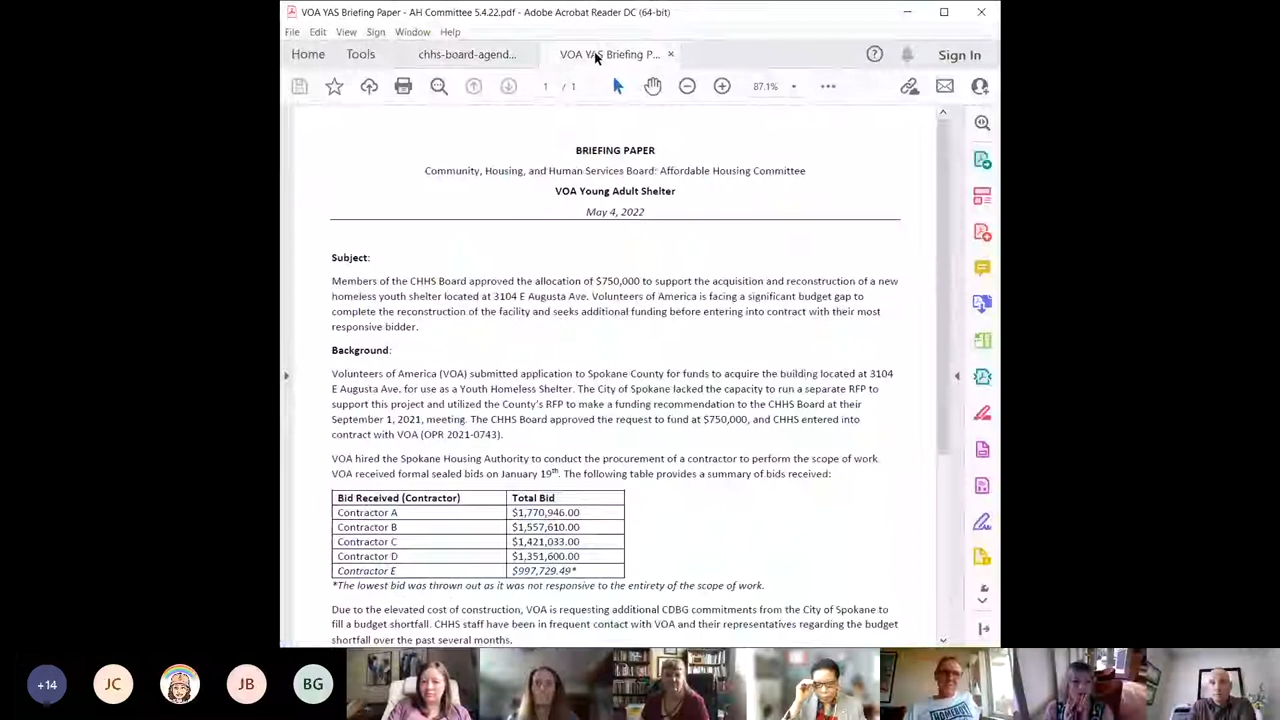 VOA YAS Briefing Paper - AH Committee 5.4.22.pdf - Adobe Acrobat Reader DC (64-bit)
File Edit View Sign Window Help
Home Tools chhs-board-agend... VOA YAS Briefing P... × Sign In
1 / 1 87.1%
BRIEFING PAPER
Community, Housing, and Human Services Board: Affordable Housing Committee
VOA Young Adult Shelter
May 4, 2022
Subject:
Members of the CHHS Board approved the allocation of $750,000 to support the acquisition and reconstruction of a new
homeless youth shelter located at 3104 E Augusta Ave. Volunteers of America is facing a significant budget gap to
complete the reconstruction of the facility and seeks additional funding before entering into contract with their most
responsive bidder.
Background:
Volunteers of America (VOA) submitted application to Spokane County for funds to acquire the building located at 3104
E Augusta Ave. for use as a Youth Homeless Shelter. The City of Spokane lacked the capacity to run a separate RFP to
support this project and utilized the County's RFP to make a funding recommendation to the CHHS Board at their
September 1, 2021, meeting. The CHHS Board approved the request to fund at $750,000, and CHHS entered into
contract with VOA (OPR 2021-0743).
VOA hired the Spokane Housing Authority to conduct the procurement of a contractor to perform the scope of work.
VOA received formal sealed bids on January 19th. The following table provides a summary of bids received:
Bid Received (Contractor) Total Bid
Contractor A $1,770,946.00
Contractor B $1,557,610.00
Contractor C $1,421,033.00
Contractor D $1,351,600.00
Contractor E $997,729.49*
*The lowest bid was thrown out as it was not responsive to the entirety of the scope of work.
Due to the elevated cost of construction, VOA is requesting additional CDBG commitments from the City of Spokane to
fill a budget shortfall. CHHS staff have been in frequent contact with VOA and their representatives regarding the budget
shortfall over the past several months.
+14 JC JB BG
HOMEBOY